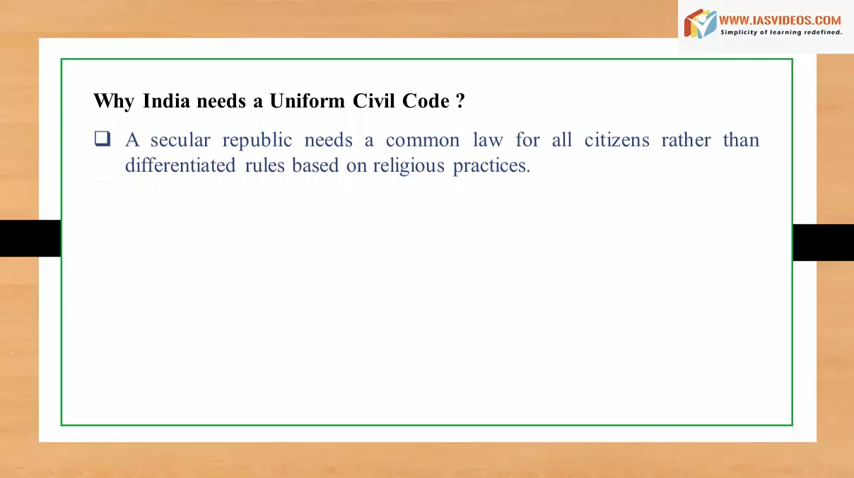 WWW.IASVIDEOS.COM
Simplicity of learning redefined.
Why India needs a Uniform Civil Code ?
A secular republic needs a common law for all citizens rather than
differentiated rules based on religious practices.